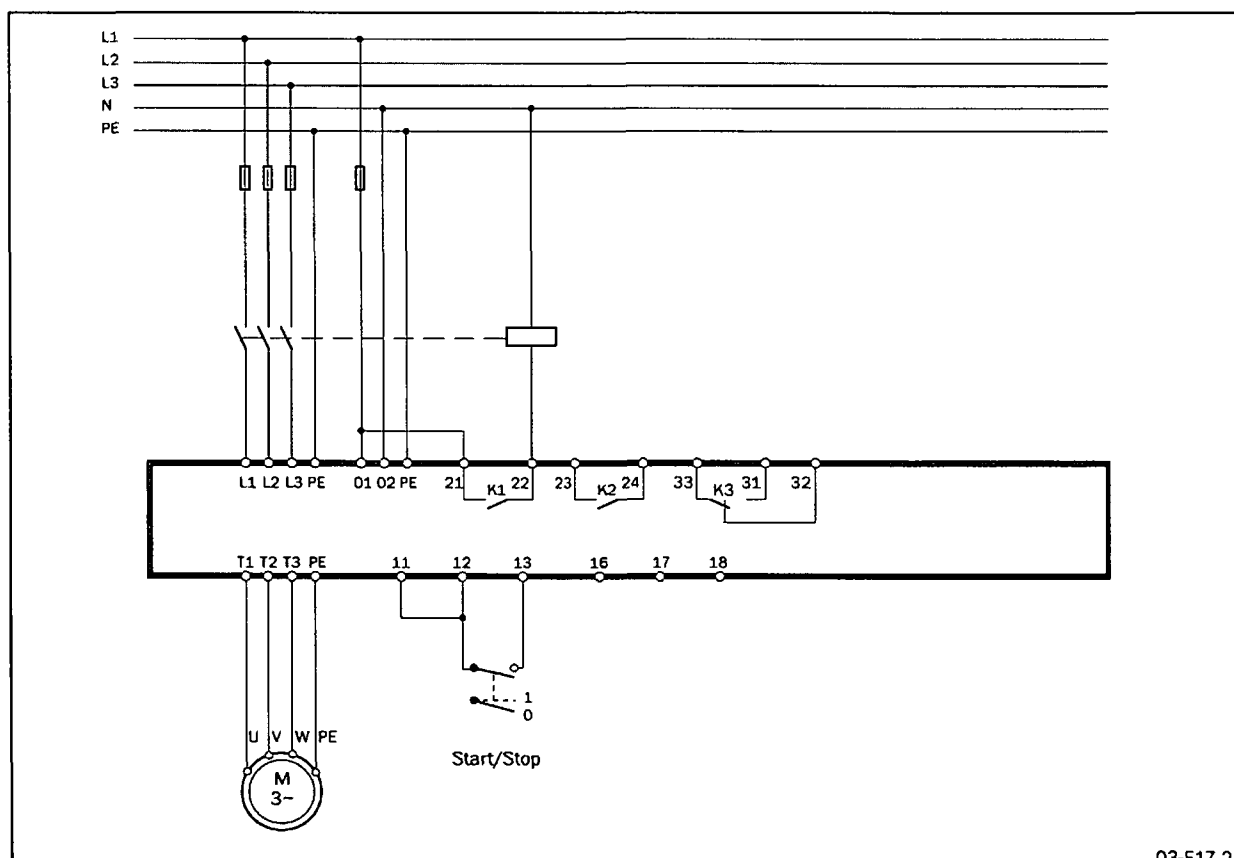 L1
L2
L3
N
PE
L1 L2 L3 PE 01 02 PE 21 22 23 24 33 31 32
K1 K2 K3
T1 T2 T3 PE 11 12 13 16 17 18
1
0
Start/Stop
U V W PE
M
3~
03-F17-2